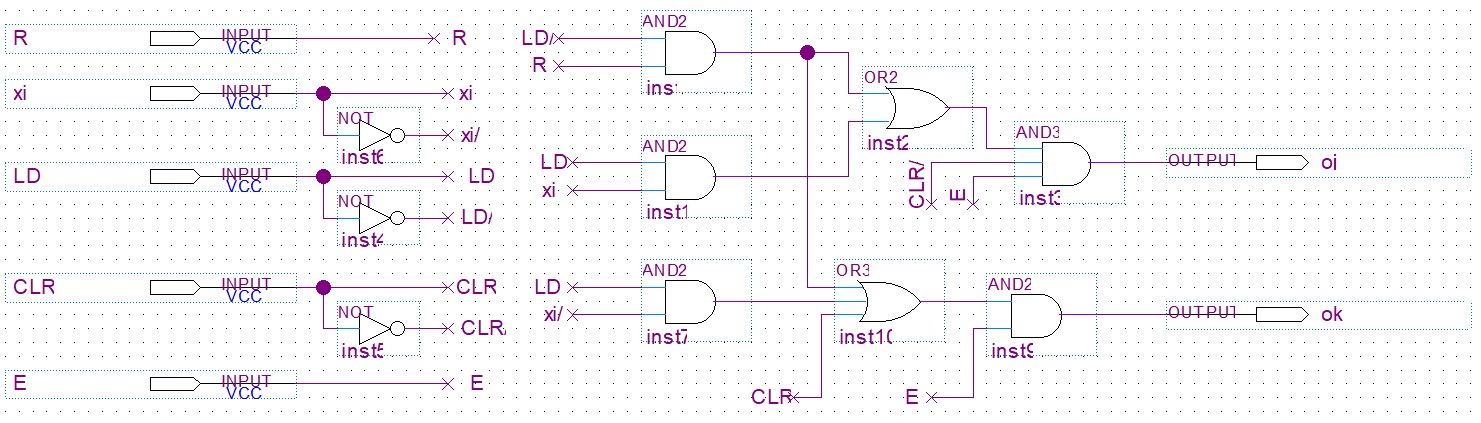 R INPUT VCC R
xi INPUT VCC xi
NOT xi/
inst6
LD INPUT VCC LD
NOT LD/
inst4
CLR INPUT VCC CLR
NOT CLR/
inst5
E INPUT VCC E
AND2
LD/
R
inst
AND2
LD
xi
inst1
OR2
inst2
AND3
CLR/
E
inst3
OUTPUT oj
AND2
LD
xi/
inst7
OR3
inst10
CLR
AND2
E
inst9
OUTPUT ok